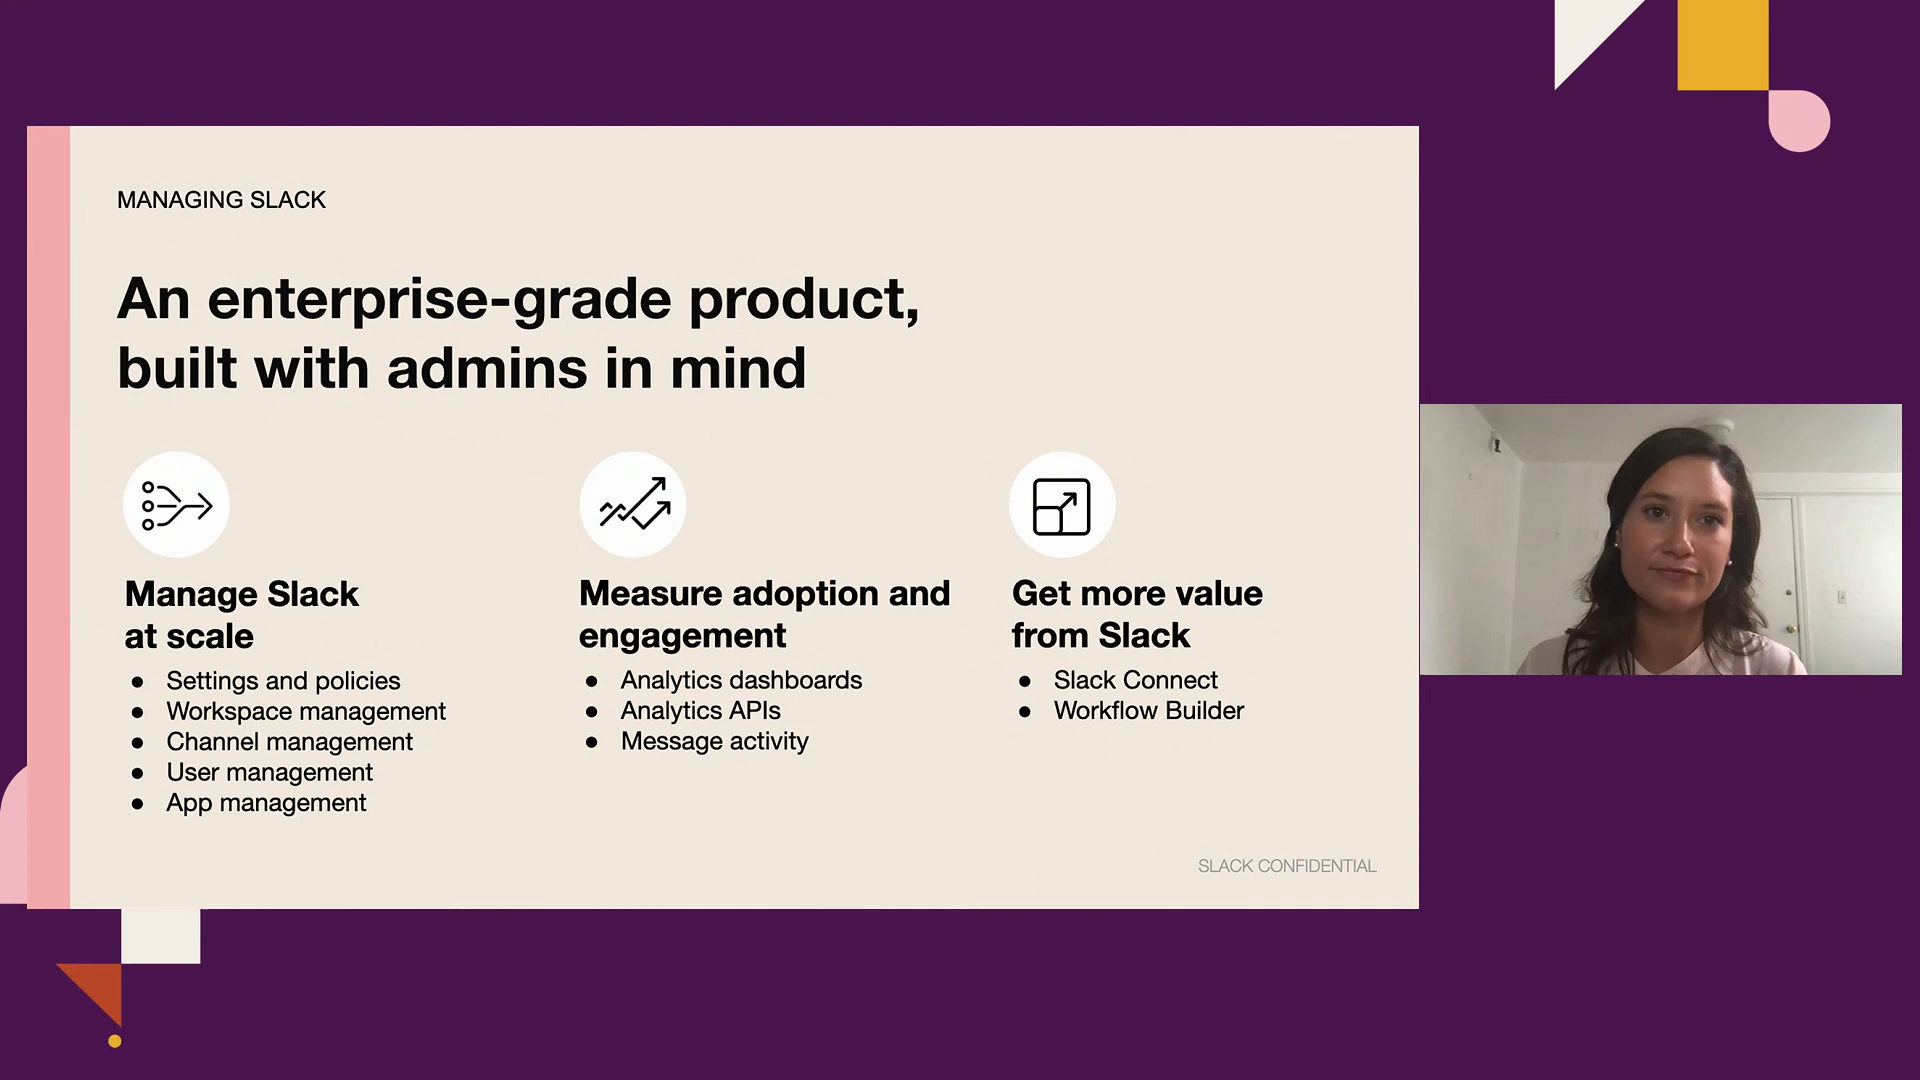 MANAGING SLACK
An enterprise-grade product,
built with admins in mind
Manage Slack
at scale
● Settings and policies
● Workspace management
● Channel management
● User management
● App management
Measure adoption and
engagement
● Analytics dashboards
● Analytics APIs
● Message activity
Get more value
from Slack
● Slack Connect
● Workflow Builder
SLACK CONFIDENTIAL